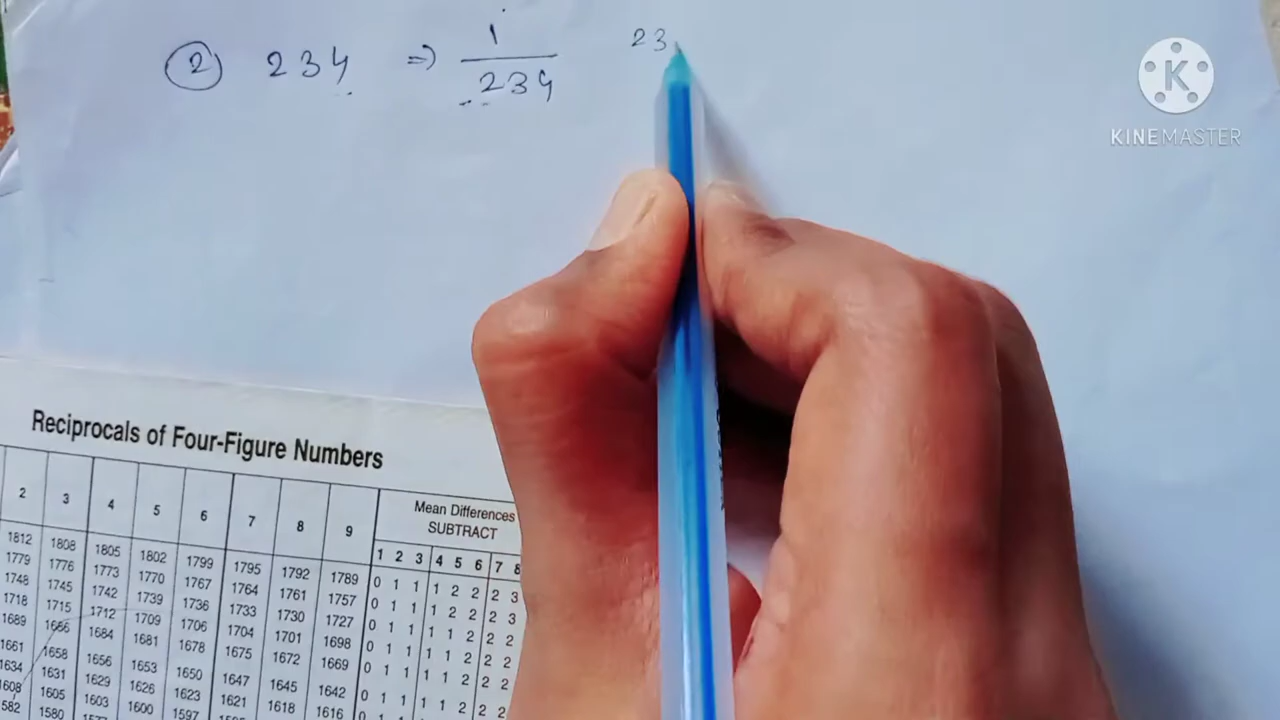 ② 234 ⇒ 1/234 23
KINEMASTER
Reciprocals of Four-Figure Numbers
Mean Differences
SUBTRACT
2 3 4 5 6 7 8 9 1 2 3 4 5 6 7 8
1812 1808 1805 1802 1799 1795 1792 1789 0 1 1 1 2 2 2 3
1779 1776 1773 1770 1767 1764 1761 1757 0 1 1 1 2 2 2 3
1748 1745 1742 1739 1736 1733 1730 1727 0 1 1 1 2 2 2
1718 1715 1712 1709 1706 1704 1701 1698 0 1 1 1 1 2 2 2
1689 1686 1684 1681 1678 1675 1672 1669 0 1 1 1 1 2 2 2
1661 1658 1656 1653 1650 1647 1645 1642 0 1 1 1 1 2 2 2
1634 1631 1629 1626 1623 1621 1618 1616
1608 1605 1603 1600 1597
582 1580